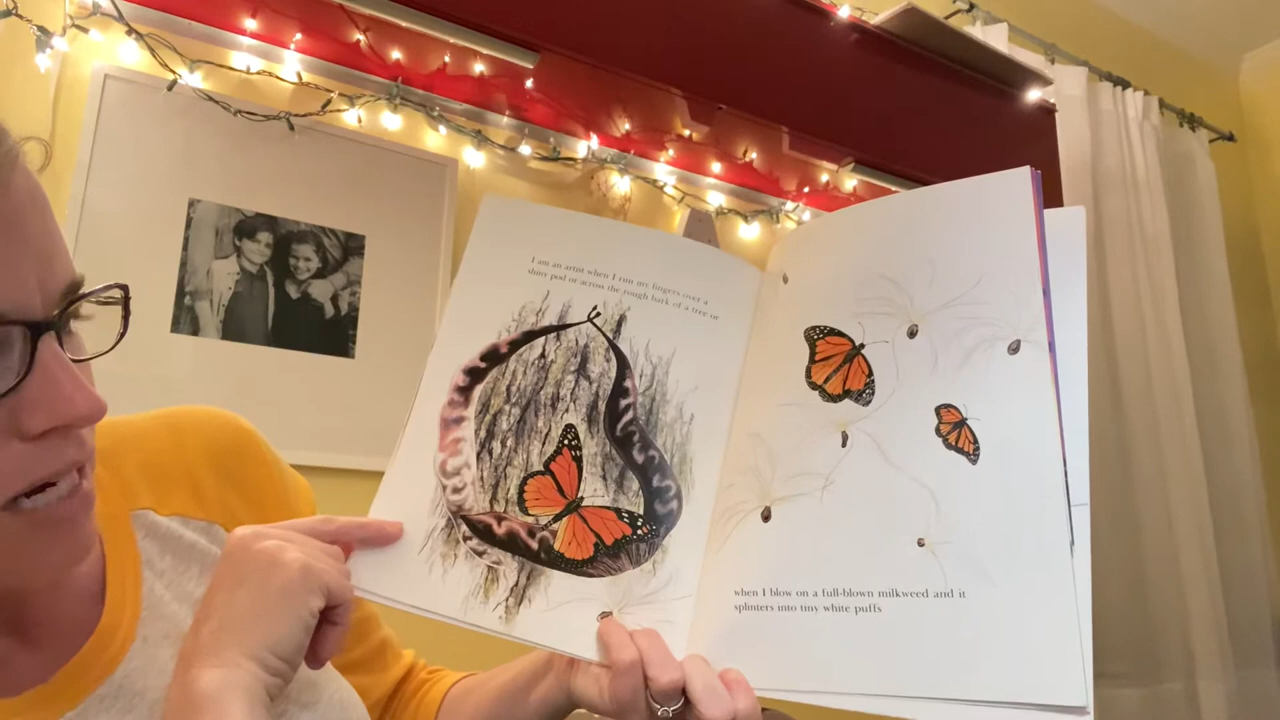 I am an artist when I run my fingers over a
shiny pod or across the rough bark of a tree or
when I blow on a full-blown milkweed and it
splinters into tiny white puffs